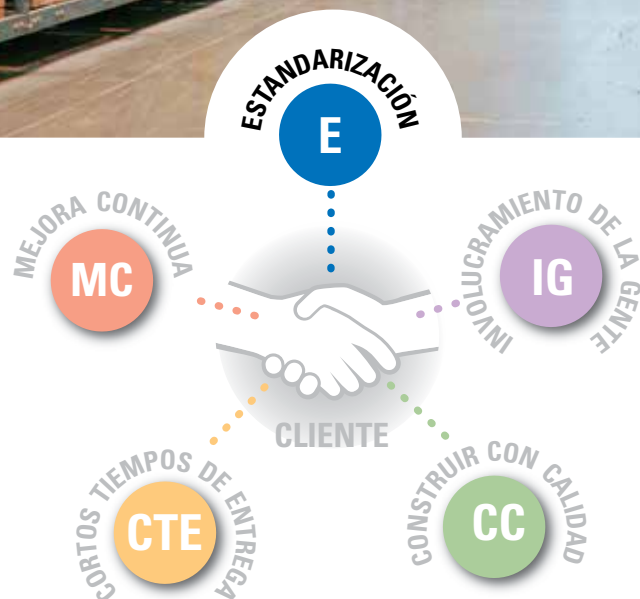 ESTANDARIZACIÓN
E
MEJORA CONTINUA
MC
INVOLUCRAMIENTO DE LA GENTE
IG
CLIENTE
CORTOS TIEMPOS DE ENTREGA
CTE
CONSTRUIR CON CALIDAD
CC